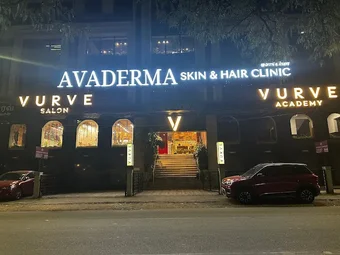 AVADERMA SKIN & HAIR CLINIC
VURVE
SALON
V
VURVE
ACADEMY